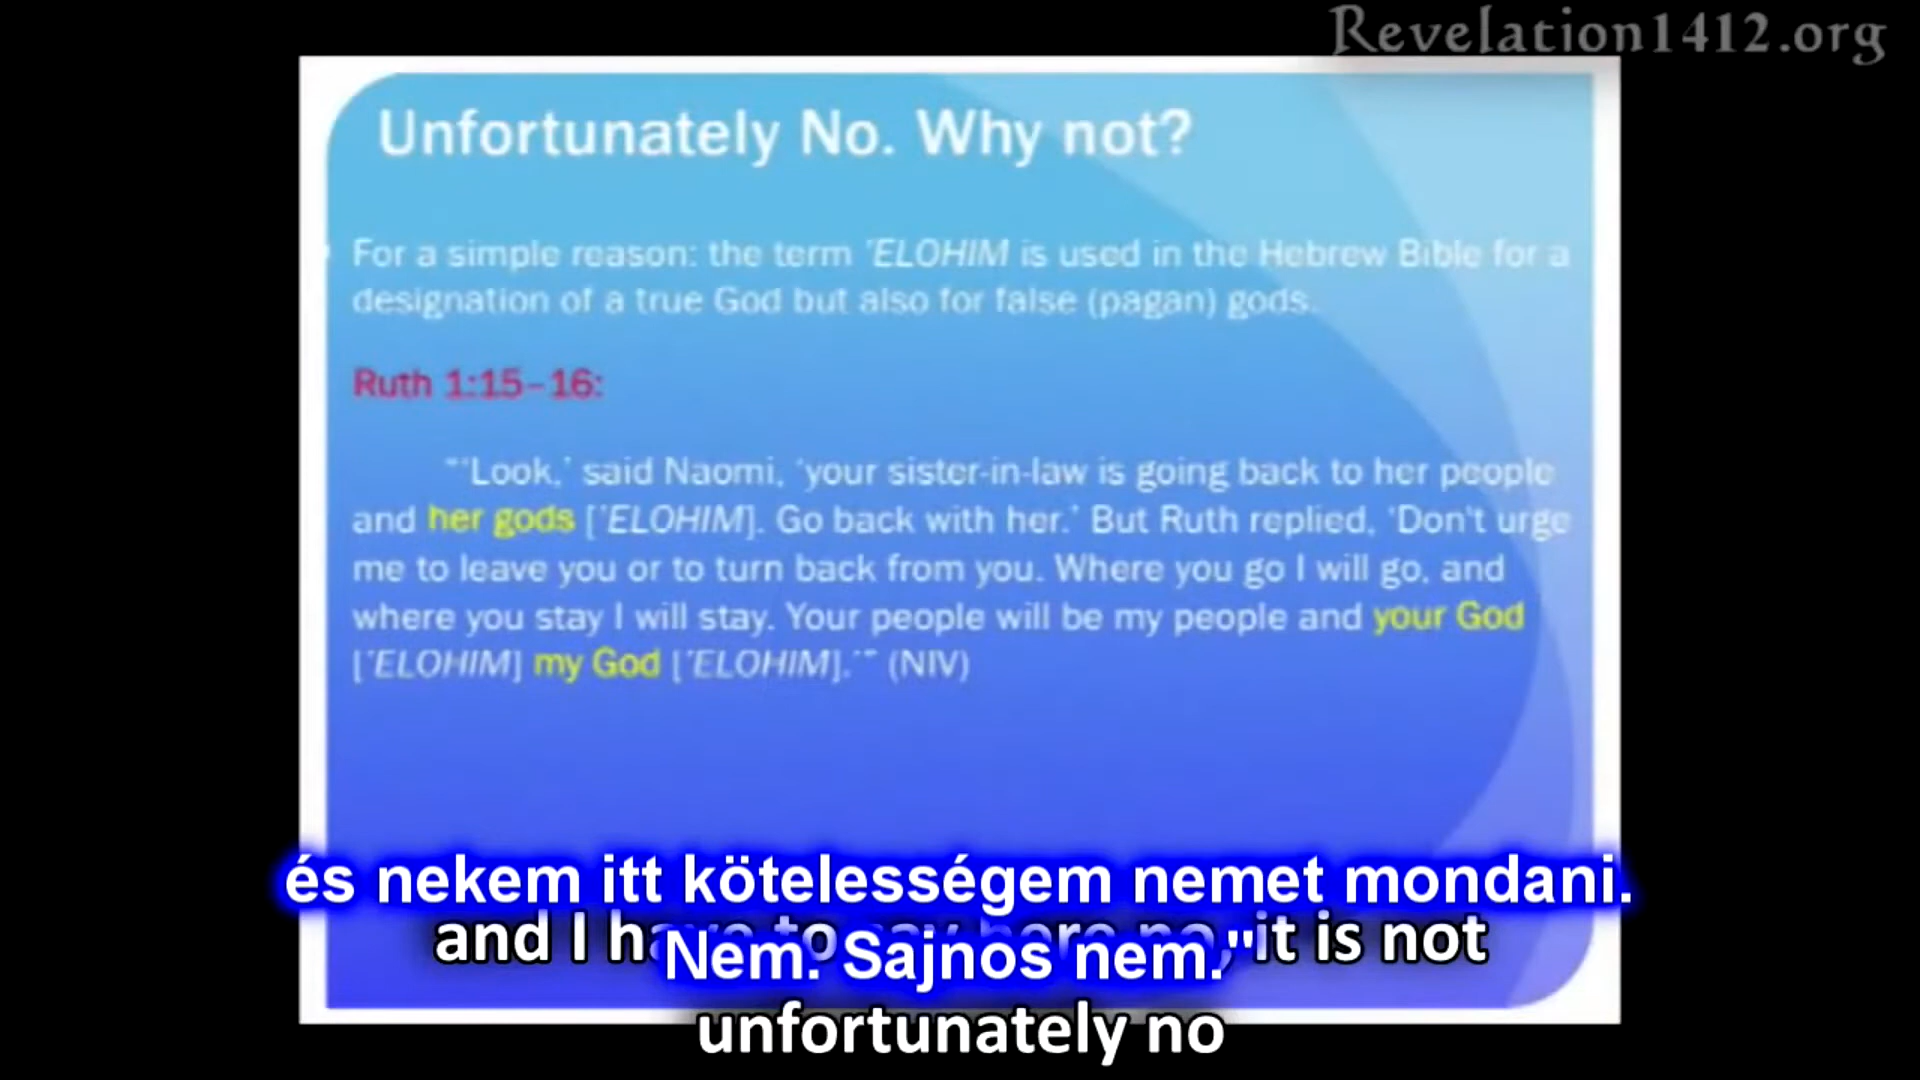 Revelation1412.org
Unfortunately No. Why not?
For a simple reason: the term 'ELOHIM is used in the Hebrew Bible for a
designation of a true God but also for false (pagan) gods.
Ruth 1:15–16:
"'Look,' said Naomi, 'your sister-in-law is going back to her people
and her gods ['ELOHIM]. Go back with her.' But Ruth replied, 'Don't urge
me to leave you or to turn back from you. Where you go I will go, and
where you stay I will stay. Your people will be my people and your God
['ELOHIM] my God ['ELOHIM].'" (NIV)
és nekem itt kötelességem nemet mondani.
Nem. Sajnos nem."
and I have to say here no, it is not
unfortunately no